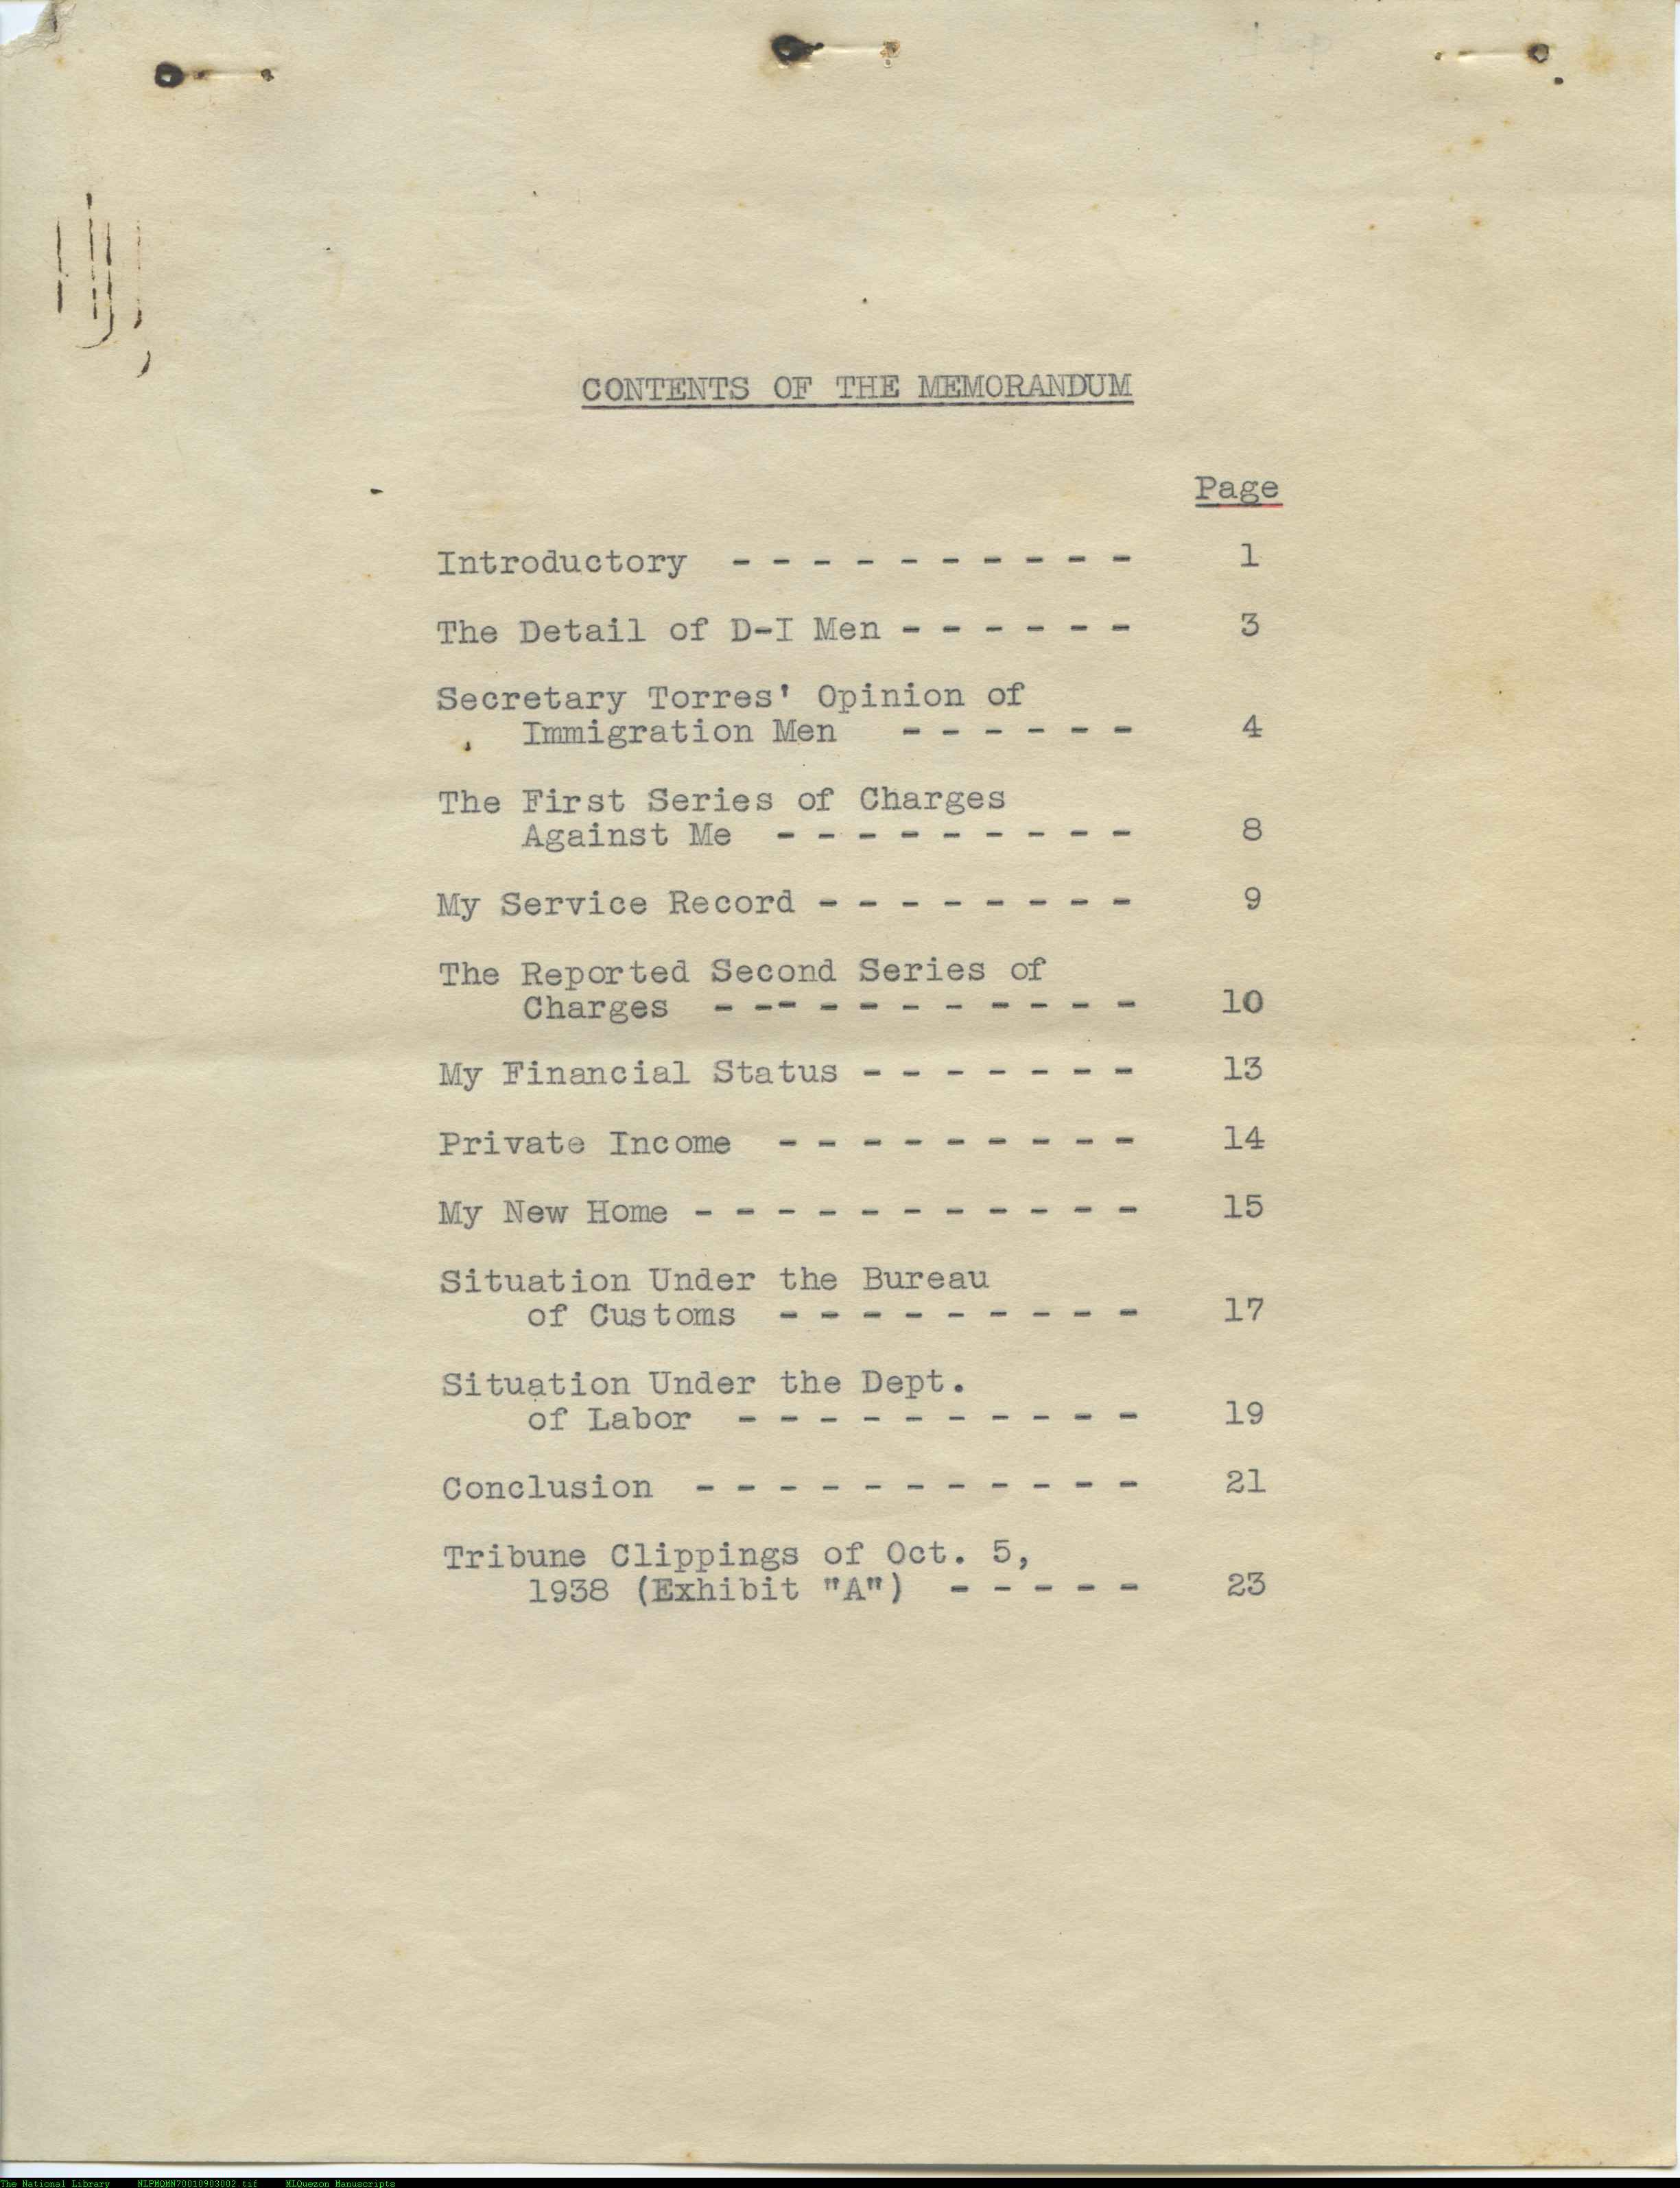 CONTENTS OF THE MEMORANDUM
Page
Introductory - - - - - - - - - - 1
The Detail of D-I Men - - - - - - 3
Secretary Torres' Opinion of
Immigration Men - - - - - - 4
The First Series of Charges
Against Me - - - - - - - - - 8
My Service Record - - - - - - - - 9
The Reported Second Series of
Charges - - - - - - - - - - - 10
My Financial Status - - - - - - - 13
Private Income - - - - - - - - - 14
My New Home - - - - - - - - - - - 15
Situation Under the Bureau
of Customs - - - - - - - - - 17
Situation Under the Dept.
of Labor - - - - - - - - - - 19
Conclusion - - - - - - - - - - - 21
Tribune Clippings of Oct. 5,
1938 (Exhibit "A") - - - - - 23
The National Library NLPMQMN70010903002.tif MLQuezon Manuscripts